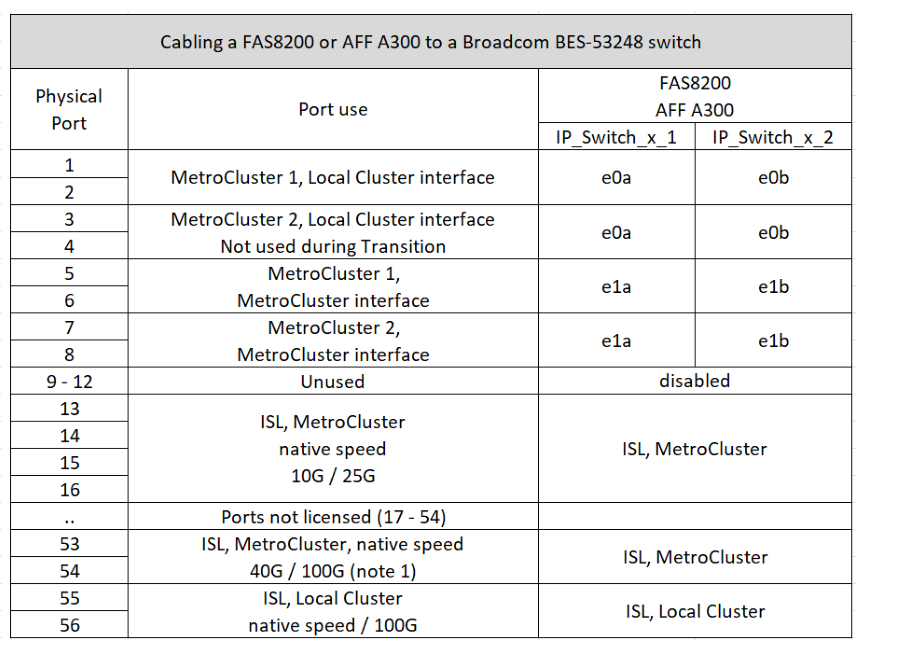 Cabling a FAS8200 or AFF A300 to a Broadcom BES-53248 switch
Physical
Port
Port use
FAS8200
AFF A300
IP_Switch_x_1
IP_Switch_x_2
1
2
MetroCluster 1, Local Cluster interface
e0a
e0b
3
4
MetroCluster 2, Local Cluster interface
Not used during Transition
e0a
e0b
5
6
MetroCluster 1,
MetroCluster interface
e1a
e1b
7
8
MetroCluster 2,
MetroCluster interface
e1a
e1b
9 - 12
Unused
disabled
13
14
15
16
ISL, MetroCluster
native speed
10G / 25G
ISL, MetroCluster
..
Ports not licensed (17 - 54)
53
54
ISL, MetroCluster, native speed
40G / 100G (note 1)
ISL, MetroCluster
55
56
ISL, Local Cluster
native speed / 100G
ISL, Local Cluster